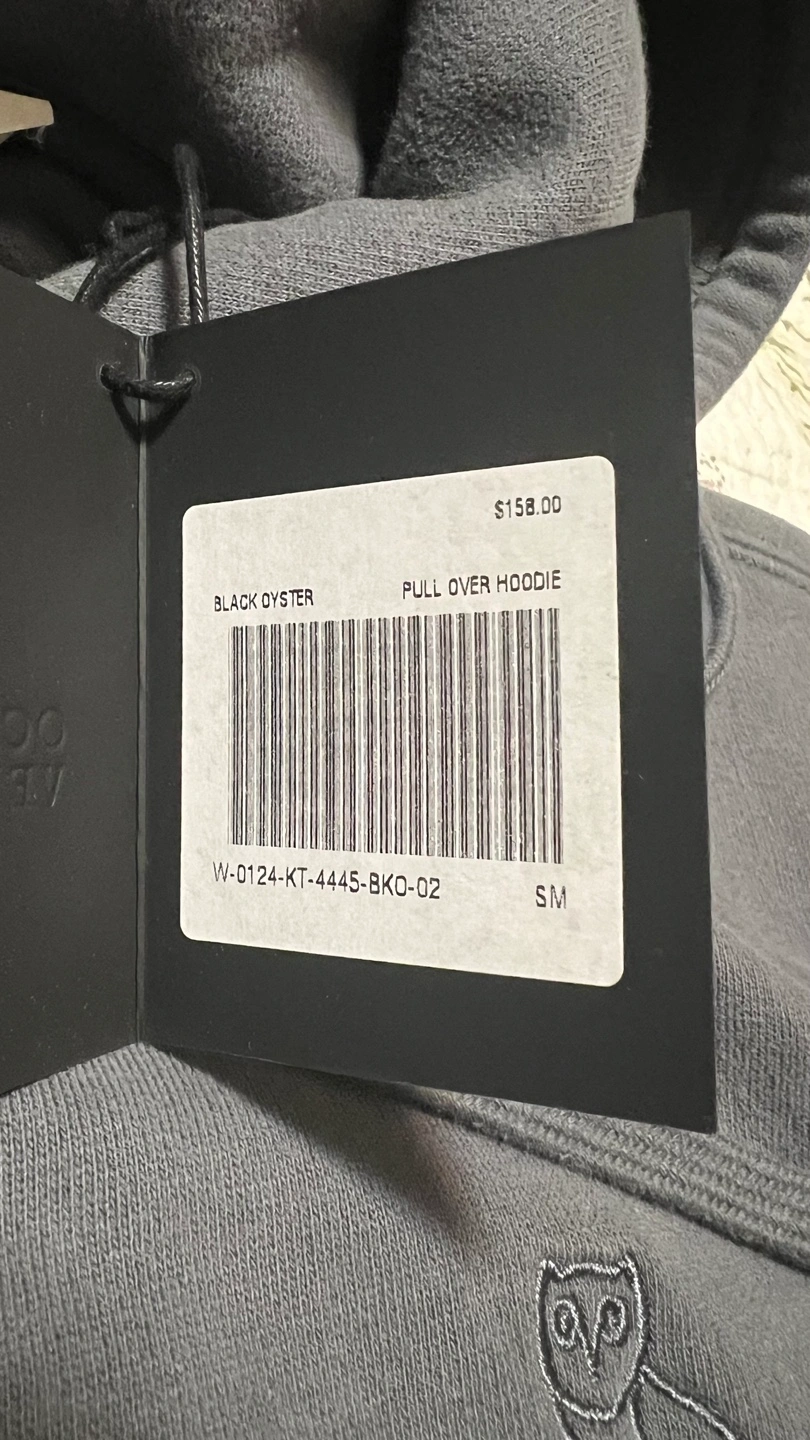 $158.00
BLACK OYSTER PULL OVER HOODIE
W-0124-KT-4445-BKO-02 SM